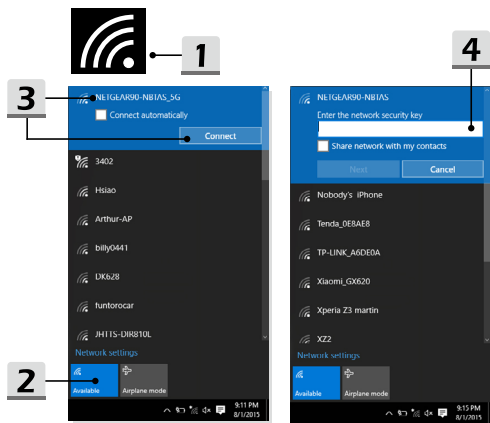 1
3
NETGEAR90-NBTAS_5G
Connect automatically
Connect
3402
Hsiao
Arthur-AP
billy0441
DK628
funtorocar
JHTTS-DIR810L
Network settings
2
Available
Airplane mode
9:11 PM
8/1/2015
4
NETGEAR90-NBTAS
Enter the network security key
Share network with my contacts
Next
Cancel
Nobody's iPhone
Tenda_0E8AE8
TP-LINK_A6DE0A
Xiaomi_GX620
Xperia Z3 martin
XZ2
Network settings
Available
Airplane mode
9:15 PM
8/1/2015